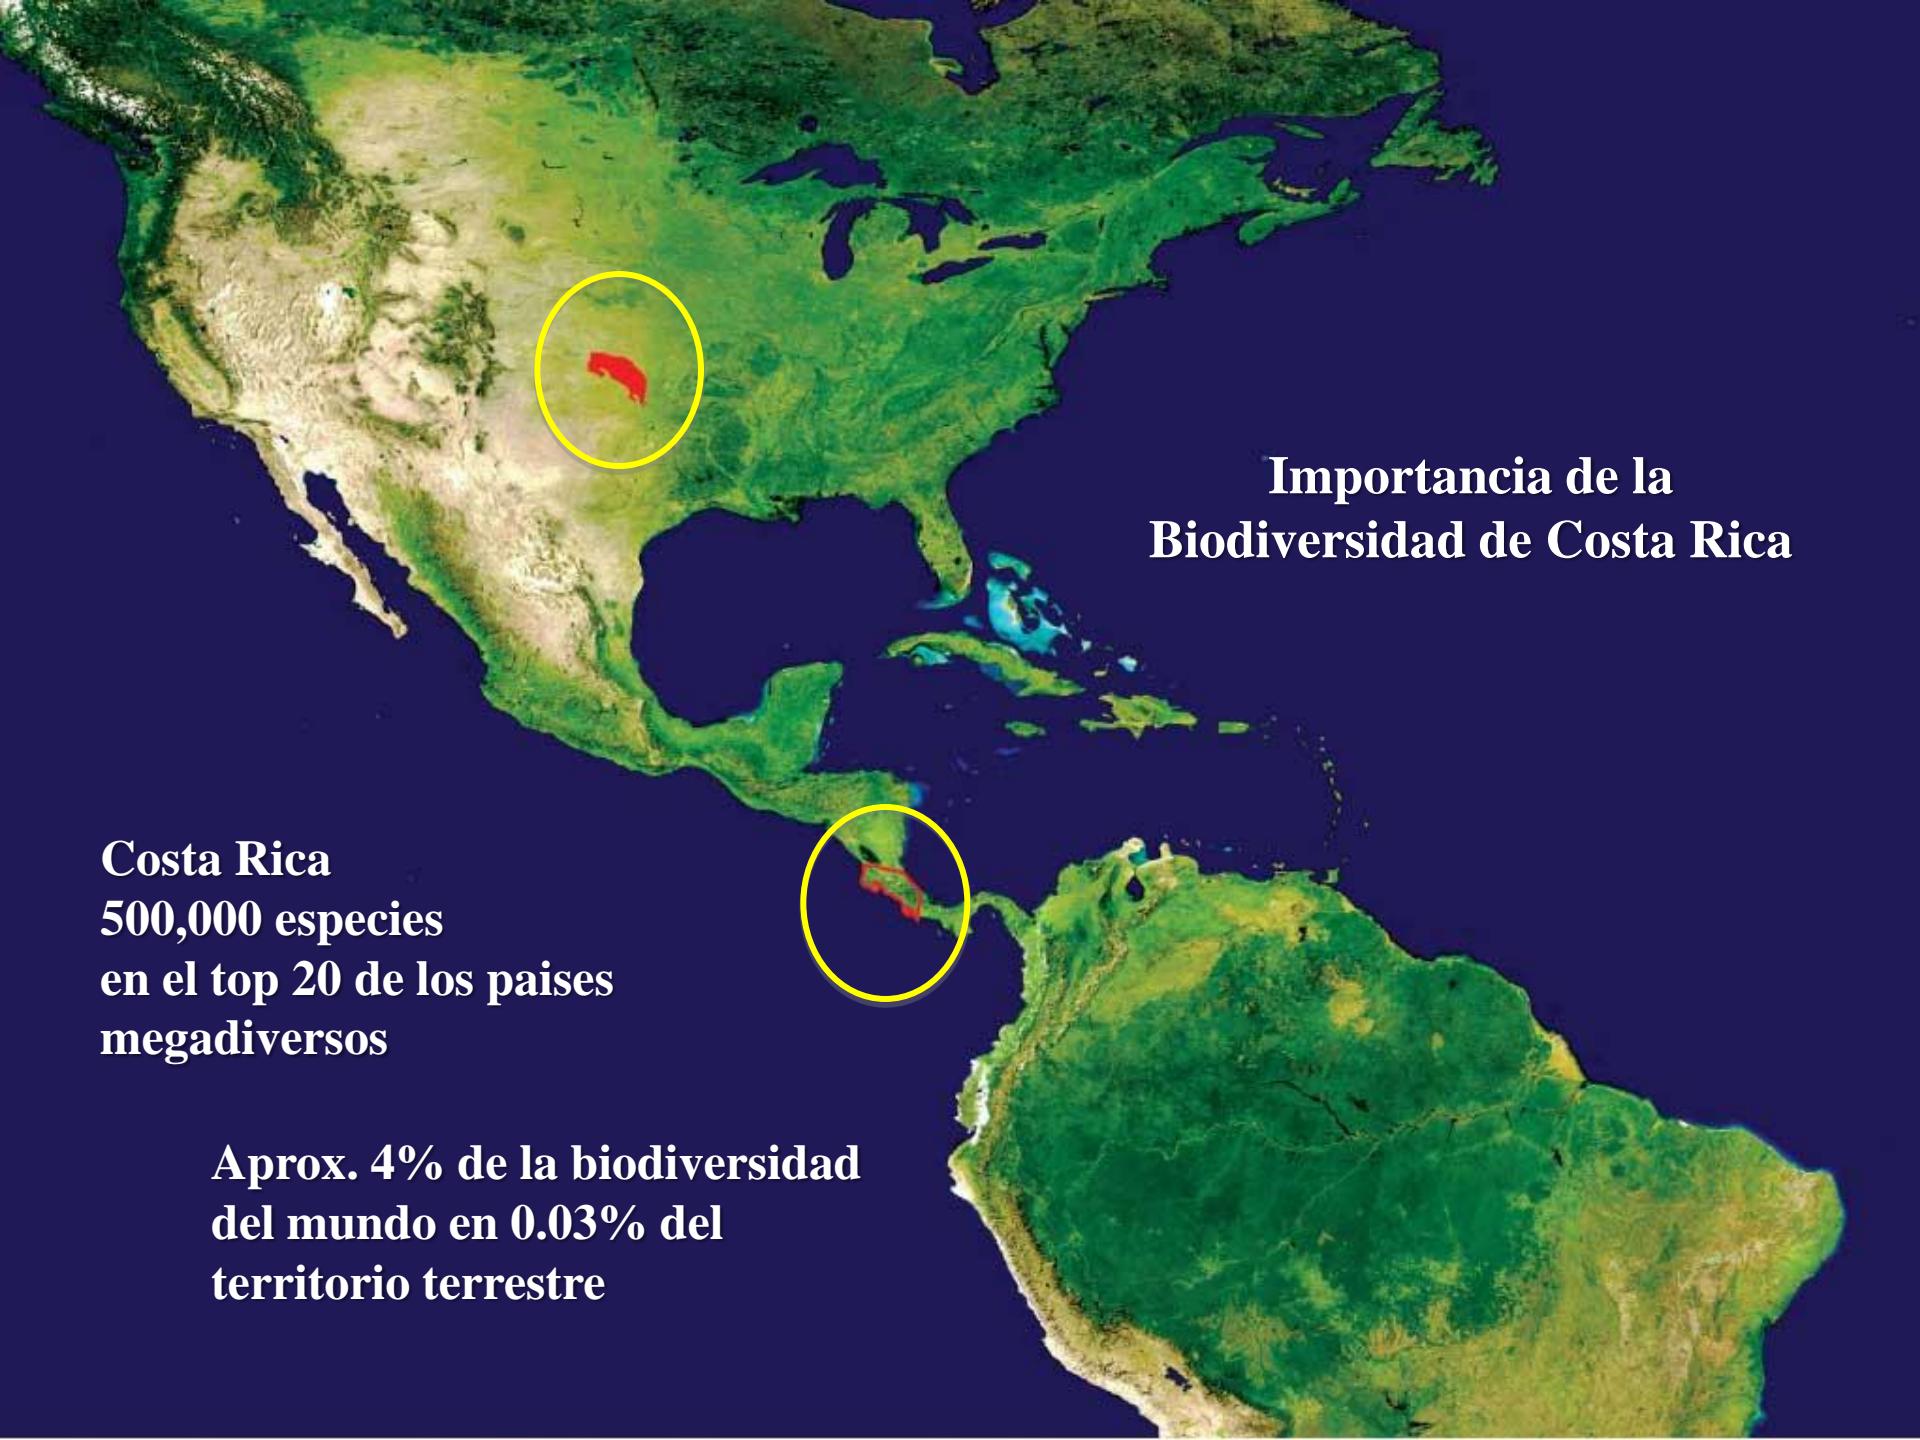 Importancia de la
Biodiversidad de Costa Rica
Costa Rica
500,000 especies
en el top 20 de los paises
megadiversos
Aprox. 4% de la biodiversidad
del mundo en 0.03% del
territorio terrestre